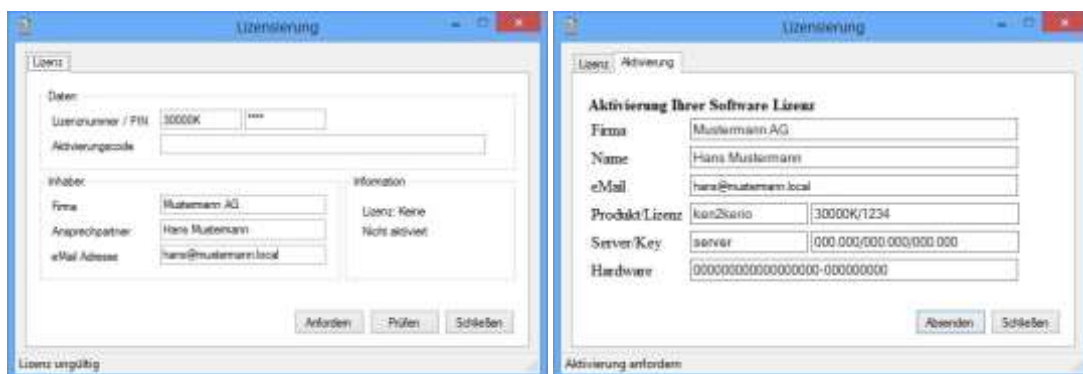 Lizensierung
Lizenz
Daten
Lizenznummer / PIN 30000K ****
Aktivierungscode
Inhaber
Firma Mustermann AG
Ansprechpartner Hans Mustermann
eMail Adresse hans@mustermann.local
Information
Lizenz: Keine
Nicht aktiviert
Anfordern Prüfen Schließen
Lizenz ungültig
Lizensierung
Lizenz Aktivierung
Aktivierung Ihrer Software Lizenz
Firma Mustermann AG
Name Hans Mustermann
eMail hans@mustermann.local
Produkt/Lizenz ken2kerio 30000K/1234
Server/Key server 000.000/000.000/000.000
Hardware 0000000000000000-000000000
Absenden Schließen
Aktivierung anfordern